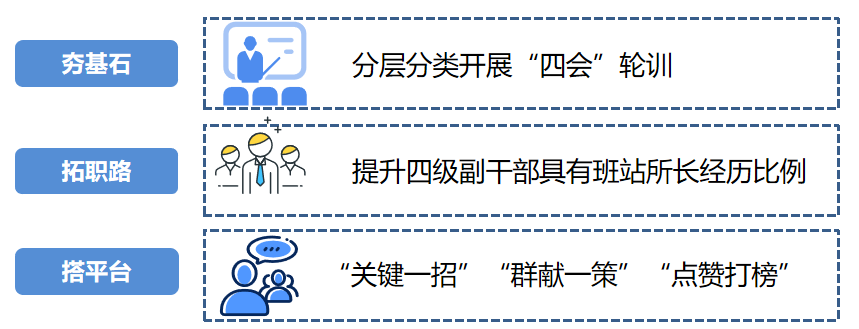 夯基石
分层分类开展“四会”轮训
拓职路
提升四级副干部具有班站所长经历比例
搭平台
“关键一招” “群献一策” “点赞打榜”